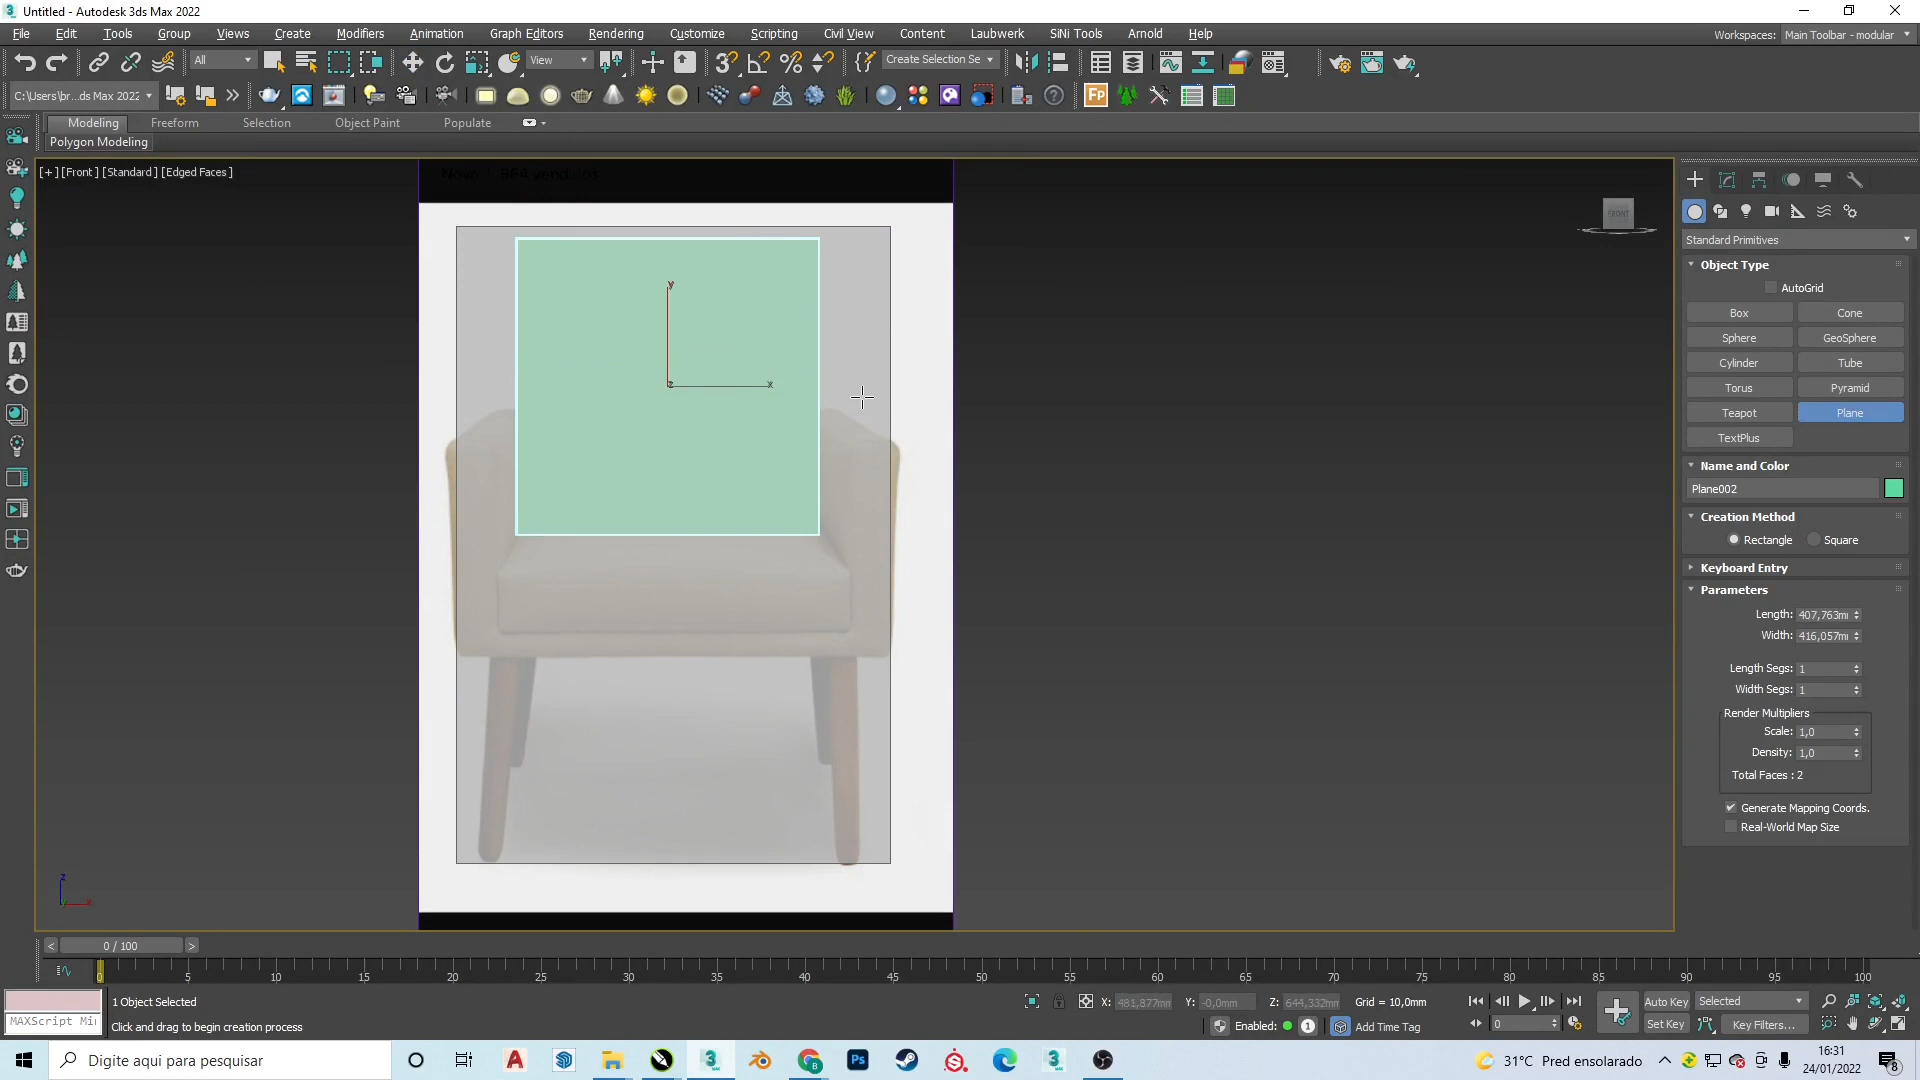 Untitled - Autodesk 3ds Max 2022
File Edit Tools Group Views Create Modifiers Animation Graph Editors Rendering Customize Scripting Civil View Content Laubwerk SiNi Tools Arnold Help
Workspaces: Main Toolbar - modular
All View Create Selection Se
C:\Users\br...ds Max 2022 Fp
Modeling Freeform Selection Object Paint Populate
Polygon Modeling
[+] [Front] [Standard] [Edged Faces]
FRONT
Standard Primitives
Object Type
AutoGrid
Box Cone
Sphere GeoSphere
Cylinder Tube
Torus Pyramid
Teapot Plane
TextPlus
Name and Color
Plane002
Creation Method
Rectangle Square
Keyboard Entry
Parameters
Length: 407,763m
Width: 416,057m
Length Segs: 1
Width Segs: 1
Render Multipliers
Scale: 1,0
Density: 1,0
Total Faces : 2
Generate Mapping Coords.
Real-World Map Size
y
z x
z
x
< 0 / 100 >
0 5 10 15 20 25 30 35 40 45 50 55 60 65 70 75 80 85 90 95 100
1 Object Selected
X: 481,877m Y: -0,0mm Z: 644,332m Grid = 10,0mm
Auto Key Selected
MAXScript Mi
Click and drag to begin creation process
Enabled: 1 Add Time Tag
0 Set Key Key Filters...
Digite aqui para pesquisar
31°C Pred ensolarado
16:31
24/01/2022
8